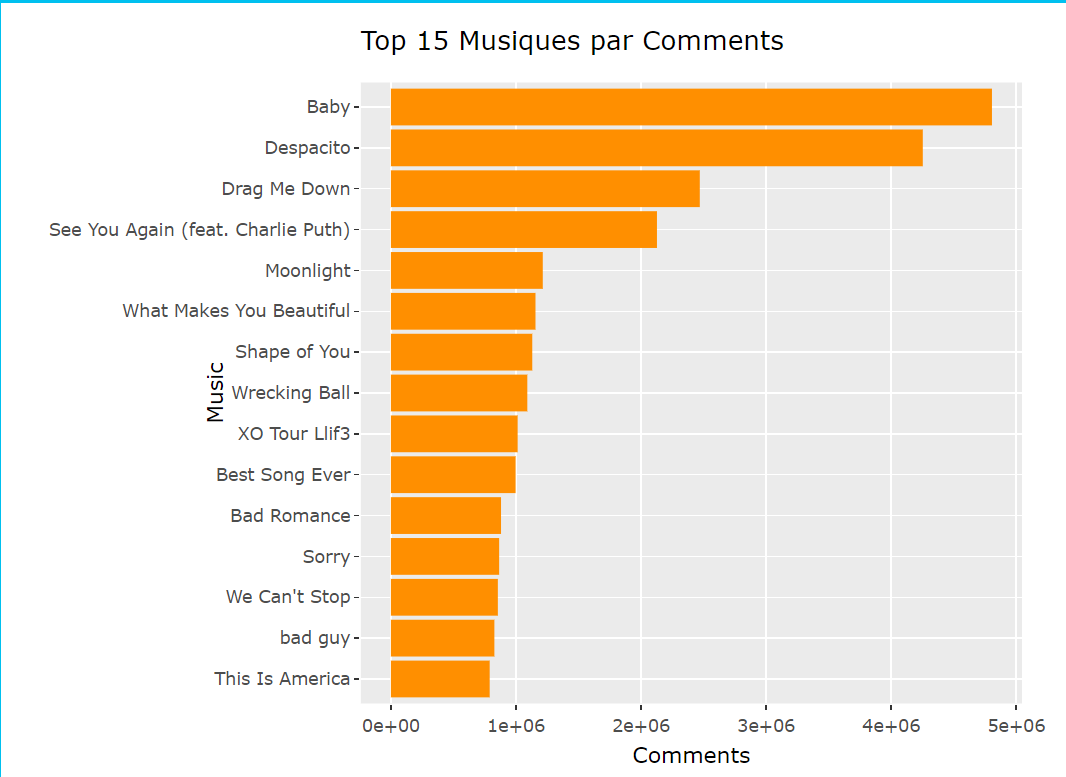 Top 15 Musiques par Comments
Baby
Despacito
Drag Me Down
See You Again (feat. Charlie Puth)
Moonlight
What Makes You Beautiful
Shape of You
Music
Wrecking Ball
XO Tour Llif3
Best Song Ever
Bad Romance
Sorry
We Can't Stop
bad guy
This Is America
0e+00 1e+06 2e+06 3e+06 4e+06 5e+06
Comments